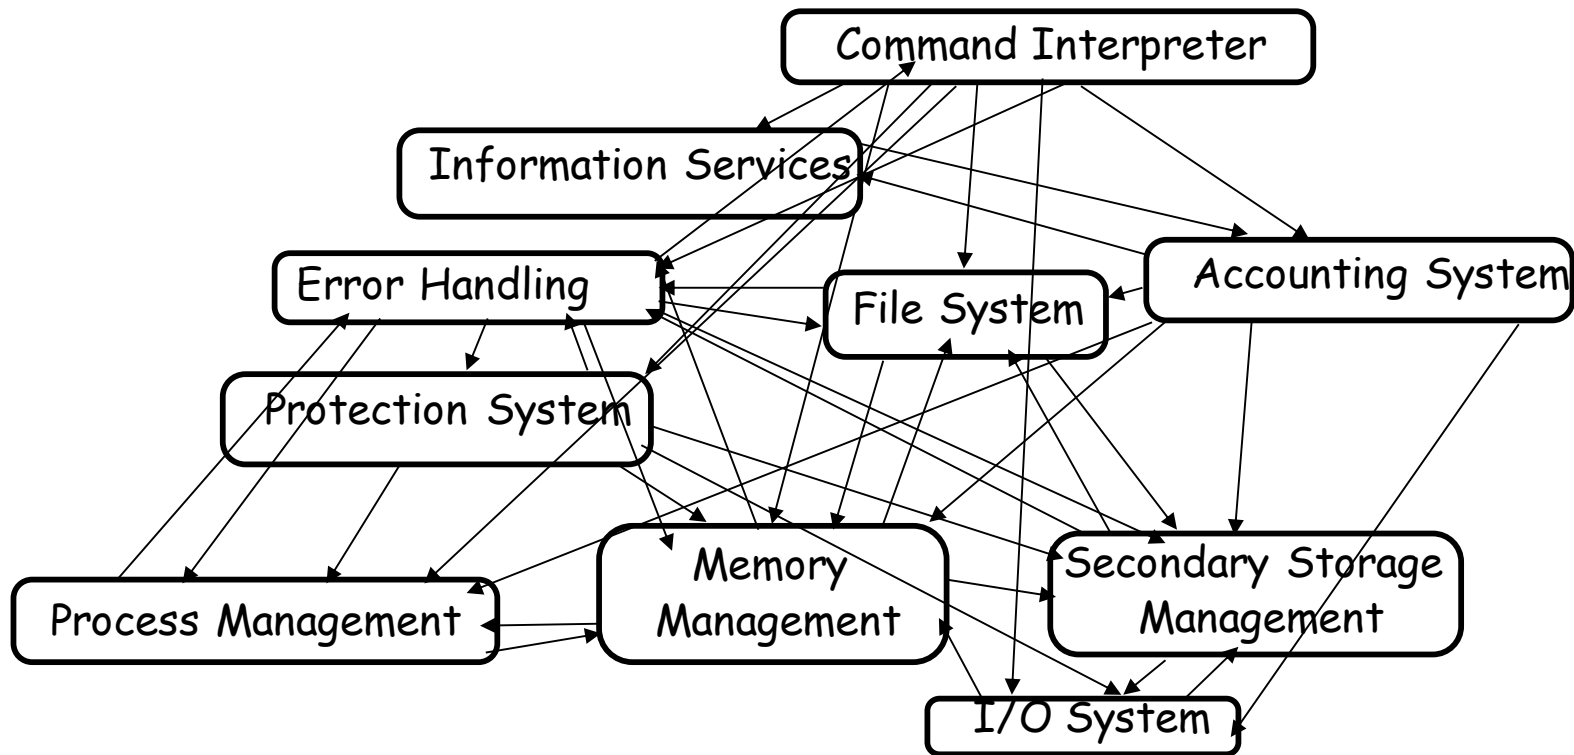 Command Interpreter
Information Services
Error Handling
File System
Accounting System
Protection System
Memory
Management
Secondary Storage
Management
Process Management
I/O System